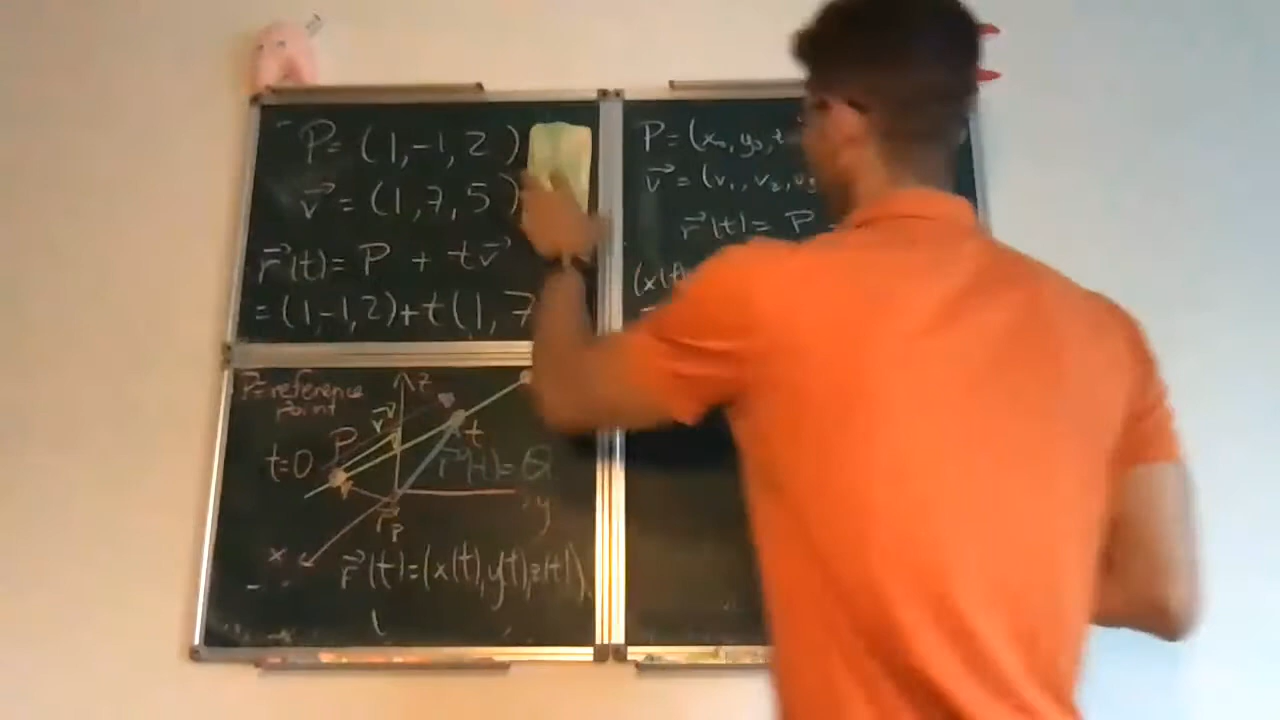 P = (1,-1,2)
v⃗ = (1,7,5)
r⃗(t) = P + tv⃗
= (1,-1,2)+t(1,7
P=reference
point
z
v⃗
P
t
t=0
r⃗(t)=Q
y
r⃗p
x
r⃗(t)=(x(t),y(t),z(t)).
P=(x₀,y₀,
v⃗ = (v₁,v₂,v₃
r⃗(t) = P
(x(t)